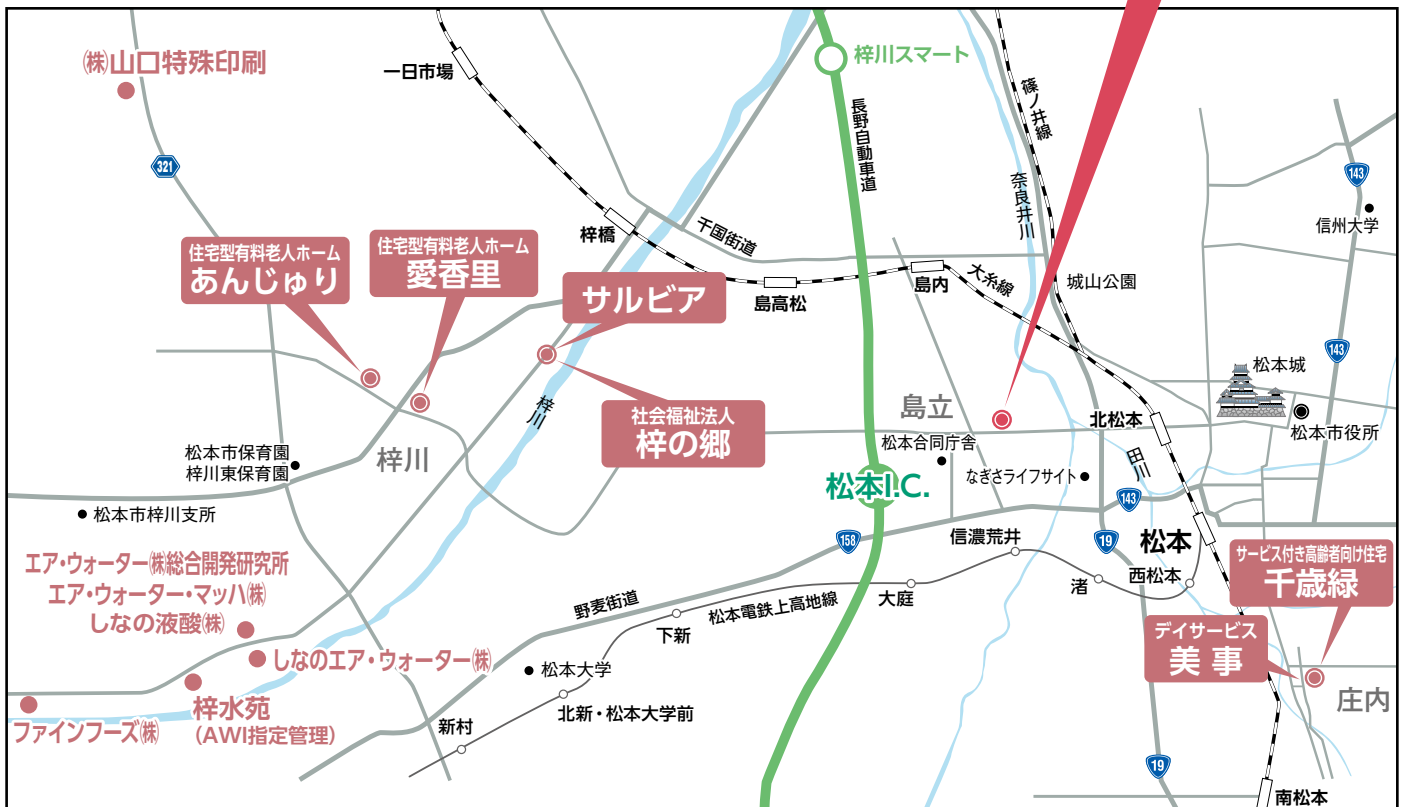 ㈱山口特殊印刷
一日市場
梓川スマート
長野自動車道
篠ノ井線
321
143
信州大学
奈良井川
梓橋
千国街道
住宅型有料老人ホーム
あんじゅり
住宅型有料老人ホーム
愛香里
サルビア
島高松
島内
大糸線
城山公園
143
松本城
梓川
社会福祉法人
梓の郷
島立
北松本
松本市役所
松本合同庁舎
田川
松本市保育園
梓川東保育園
梓川
なぎさライフサイト
松本I.C.
143
松本市梓川支所
158
信濃荒井
19
松本
エア・ウォーター㈱総合開発研究所
エア・ウォーター・マッハ㈱
しなの液酸㈱
野麦街道
下新
松本電鉄上高地線
大庭
渚
西松本
サービス付き高齢者向け住宅
千歳緑
デイサービス
美事
しなのエア・ウォーター㈱
松本大学
梓水苑
(AWI指定管理)
ファインフーズ㈱
新村
北新・松本大学前
庄内
19
南松本